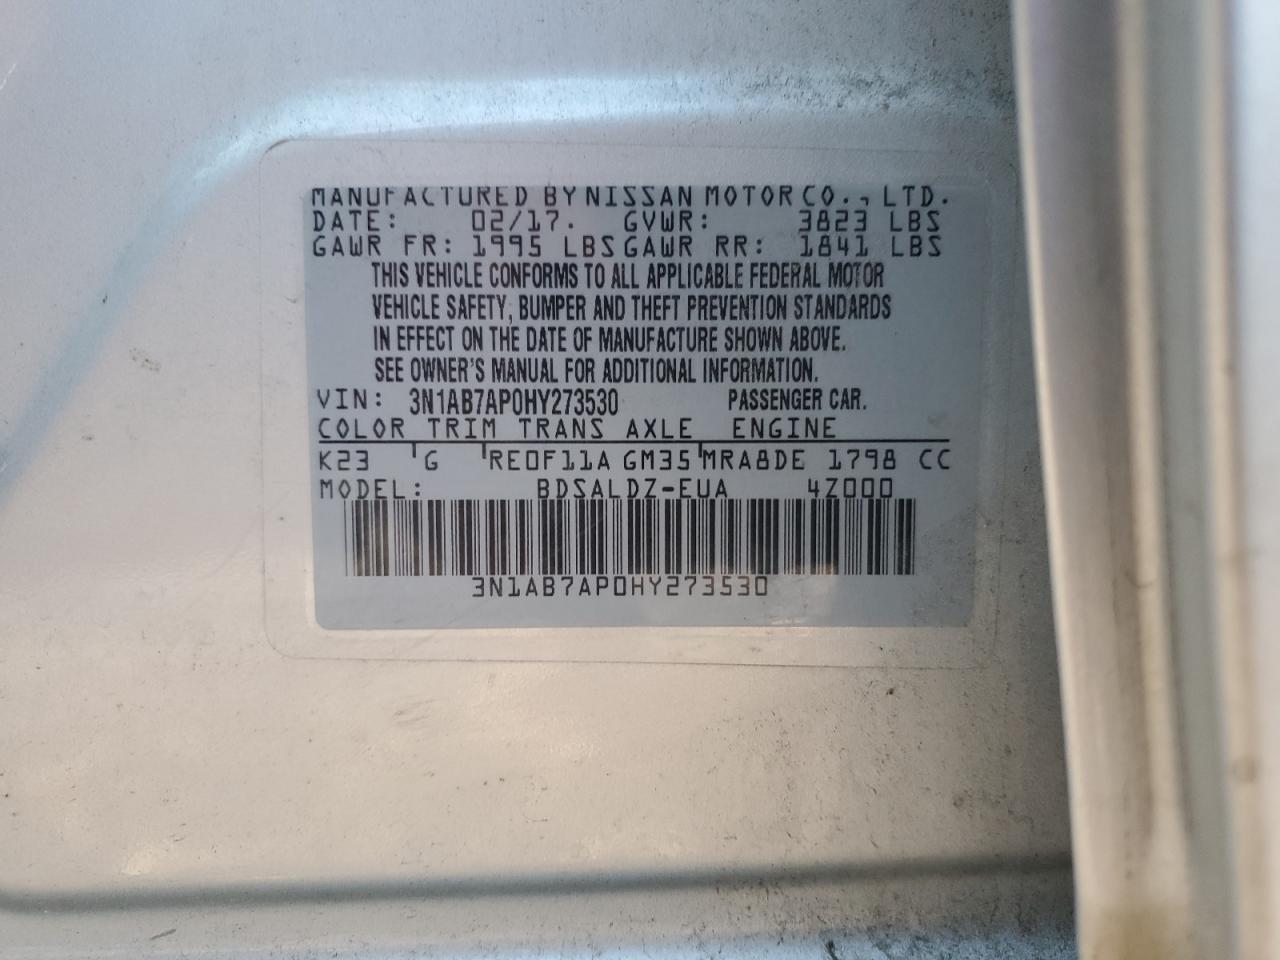 MANUFACTURED BY NISSAN MOTOR CO., LTD.
DATE: 02/17. GVWR: 3823 LBS
GAWR FR: 1995 LBS GAWR RR: 1841 LBS
THIS VEHICLE CONFORMS TO ALL APPLICABLE FEDERAL MOTOR
VEHICLE SAFETY, BUMPER AND THEFT PREVENTION STANDARDS
IN EFFECT ON THE DATE OF MANUFACTURE SHOWN ABOVE.
SEE OWNER'S MANUAL FOR ADDITIONAL INFORMATION.
VIN: 3N1AB7AP0HY273530 PASSENGER CAR.
COLOR TRIM TRANS AXLE ENGINE
K23 G RE0F11A GM35 MRA8DE 1798 CC
MODEL: BDSALDZ-EUA 4Z000
3N1AB7AP0HY273530